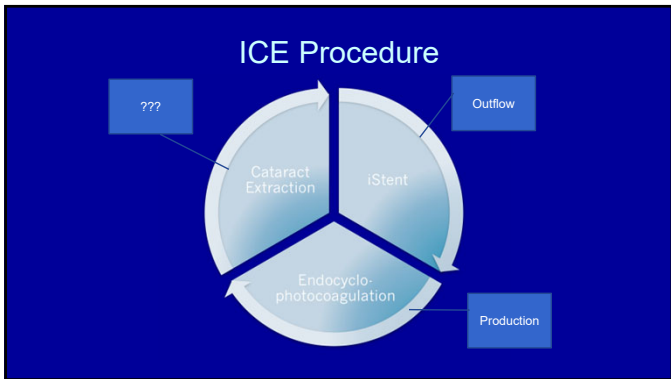 ICE Procedure
???
Outflow
Cataract
Extraction
iStent
Endocyclo-
photocoagulation
Production